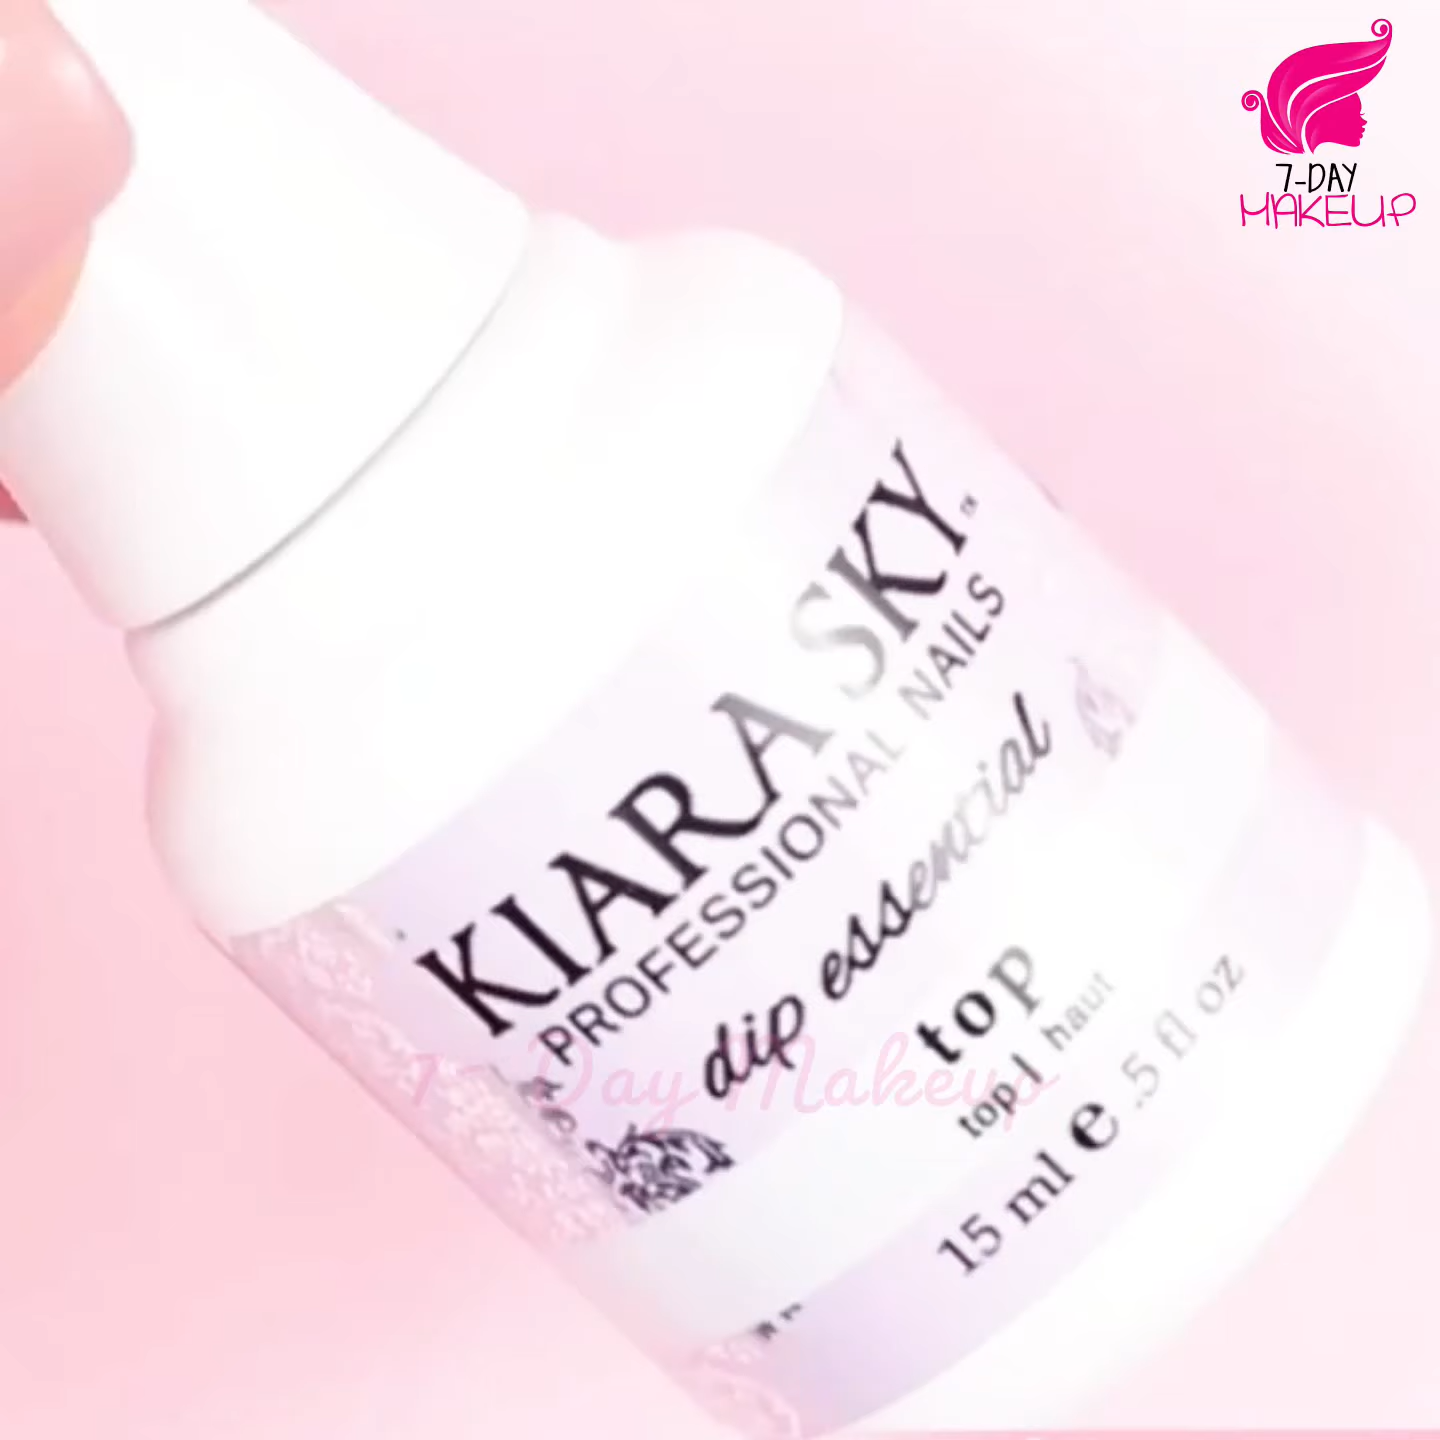 7-DAY
MAKEUP
KIARA SKY™
PROFESSIONAL NAILS
dip essential
top
top | haut
15 ml e .5 fl oz
7 - Day Makeup